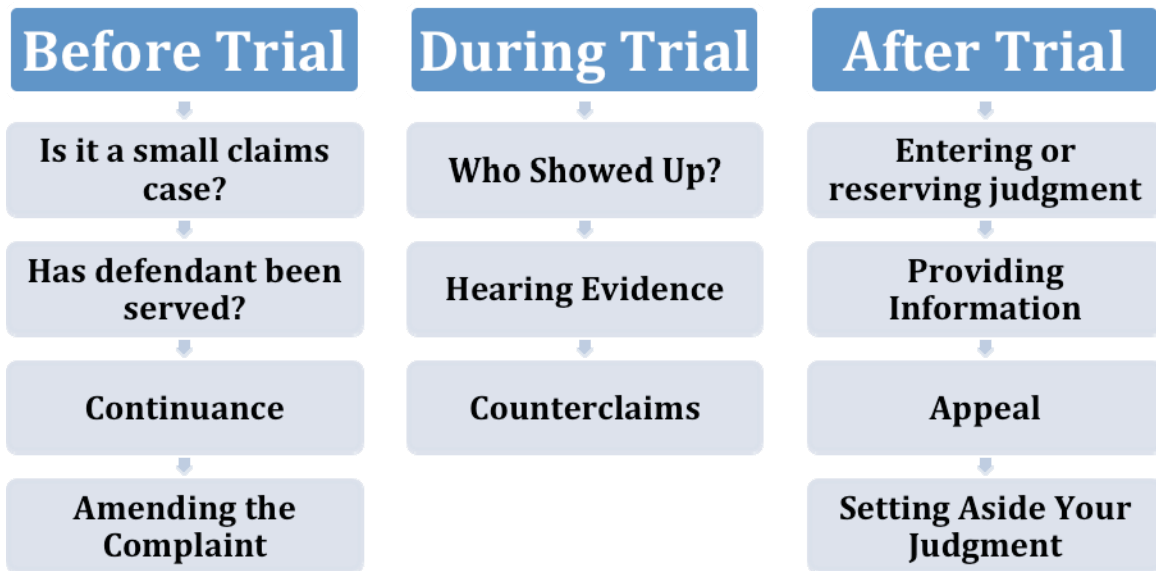 Before Trial
Is it a small claims
case?
Has defendant been
served?
Continuance
Amending the
Complaint
During Trial
Who Showed Up?
Hearing Evidence
Counterclaims
After Trial
Entering or
reserving judgment
Providing
Information
Appeal
Setting Aside Your
Judgment